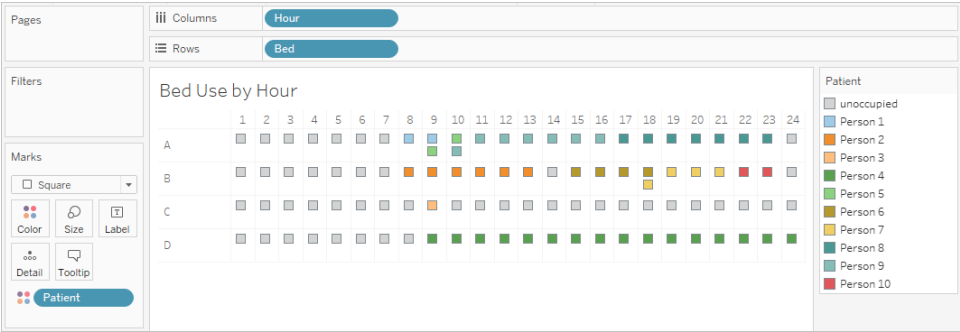 Pages
Columns
Hour
Rows
Bed
Filters
Bed Use by Hour
1 2 3 4 5 6 7 8 9 10 11 12 13 14 15 16 17 18 19 20 21 22 23 24
A
B
C
D
Marks
Square
Color Size Label
Detail Tooltip
Patient
Patient
unoccupied
Person 1
Person 2
Person 3
Person 4
Person 5
Person 6
Person 7
Person 8
Person 9
Person 10